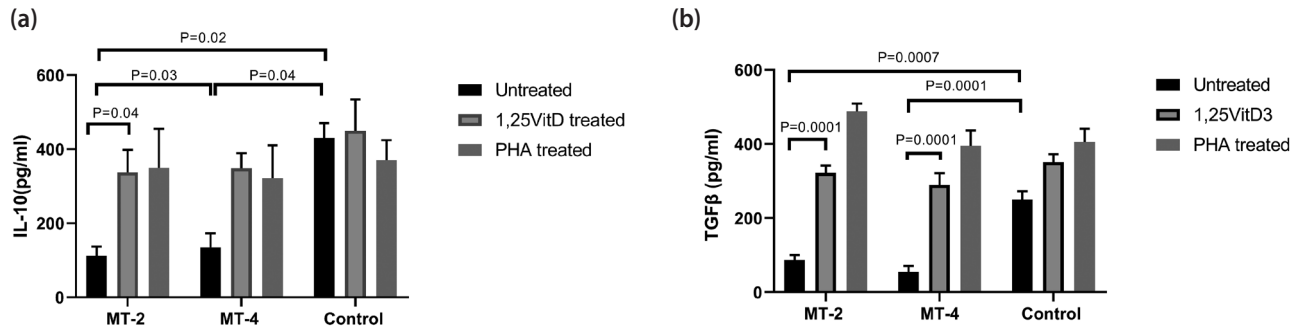 (a)
P=0.02
P=0.03
P=0.04
P=0.04
IL-10(pg/ml)
600
400
200
0
MT-2 MT-4 Control
Untreated
1,25VitD treated
PHA treated
(b)
P=0.0007
P=0.0001
P=0.0001
P=0.0001
TGFβ (pg/ml)
600
400
200
0
MT-2 MT-4 Control
Untreated
1,25VitD3
PHA treated